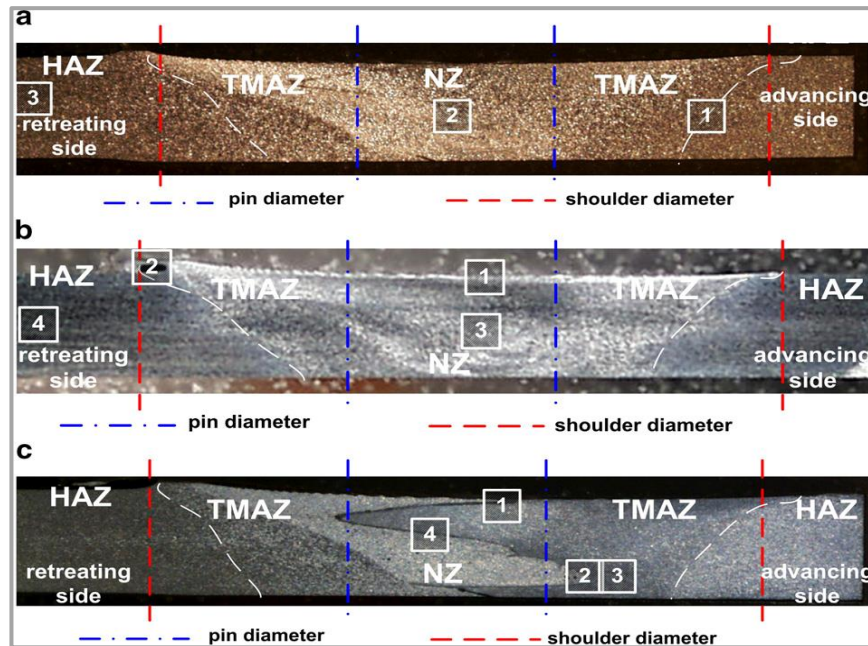 a
HAZ TMAZ NZ TMAZ
3 2 1 advancing
retreating side
side
pin diameter shoulder diameter
b
2 1
HAZ TMAZ TMAZ HAZ
4 3
retreating NZ advancing
side side
pin diameter shoulder diameter
c
HAZ TMAZ 1 TMAZ HAZ
4
retreating NZ 2 3 advancing
side side
pin diameter shoulder diameter